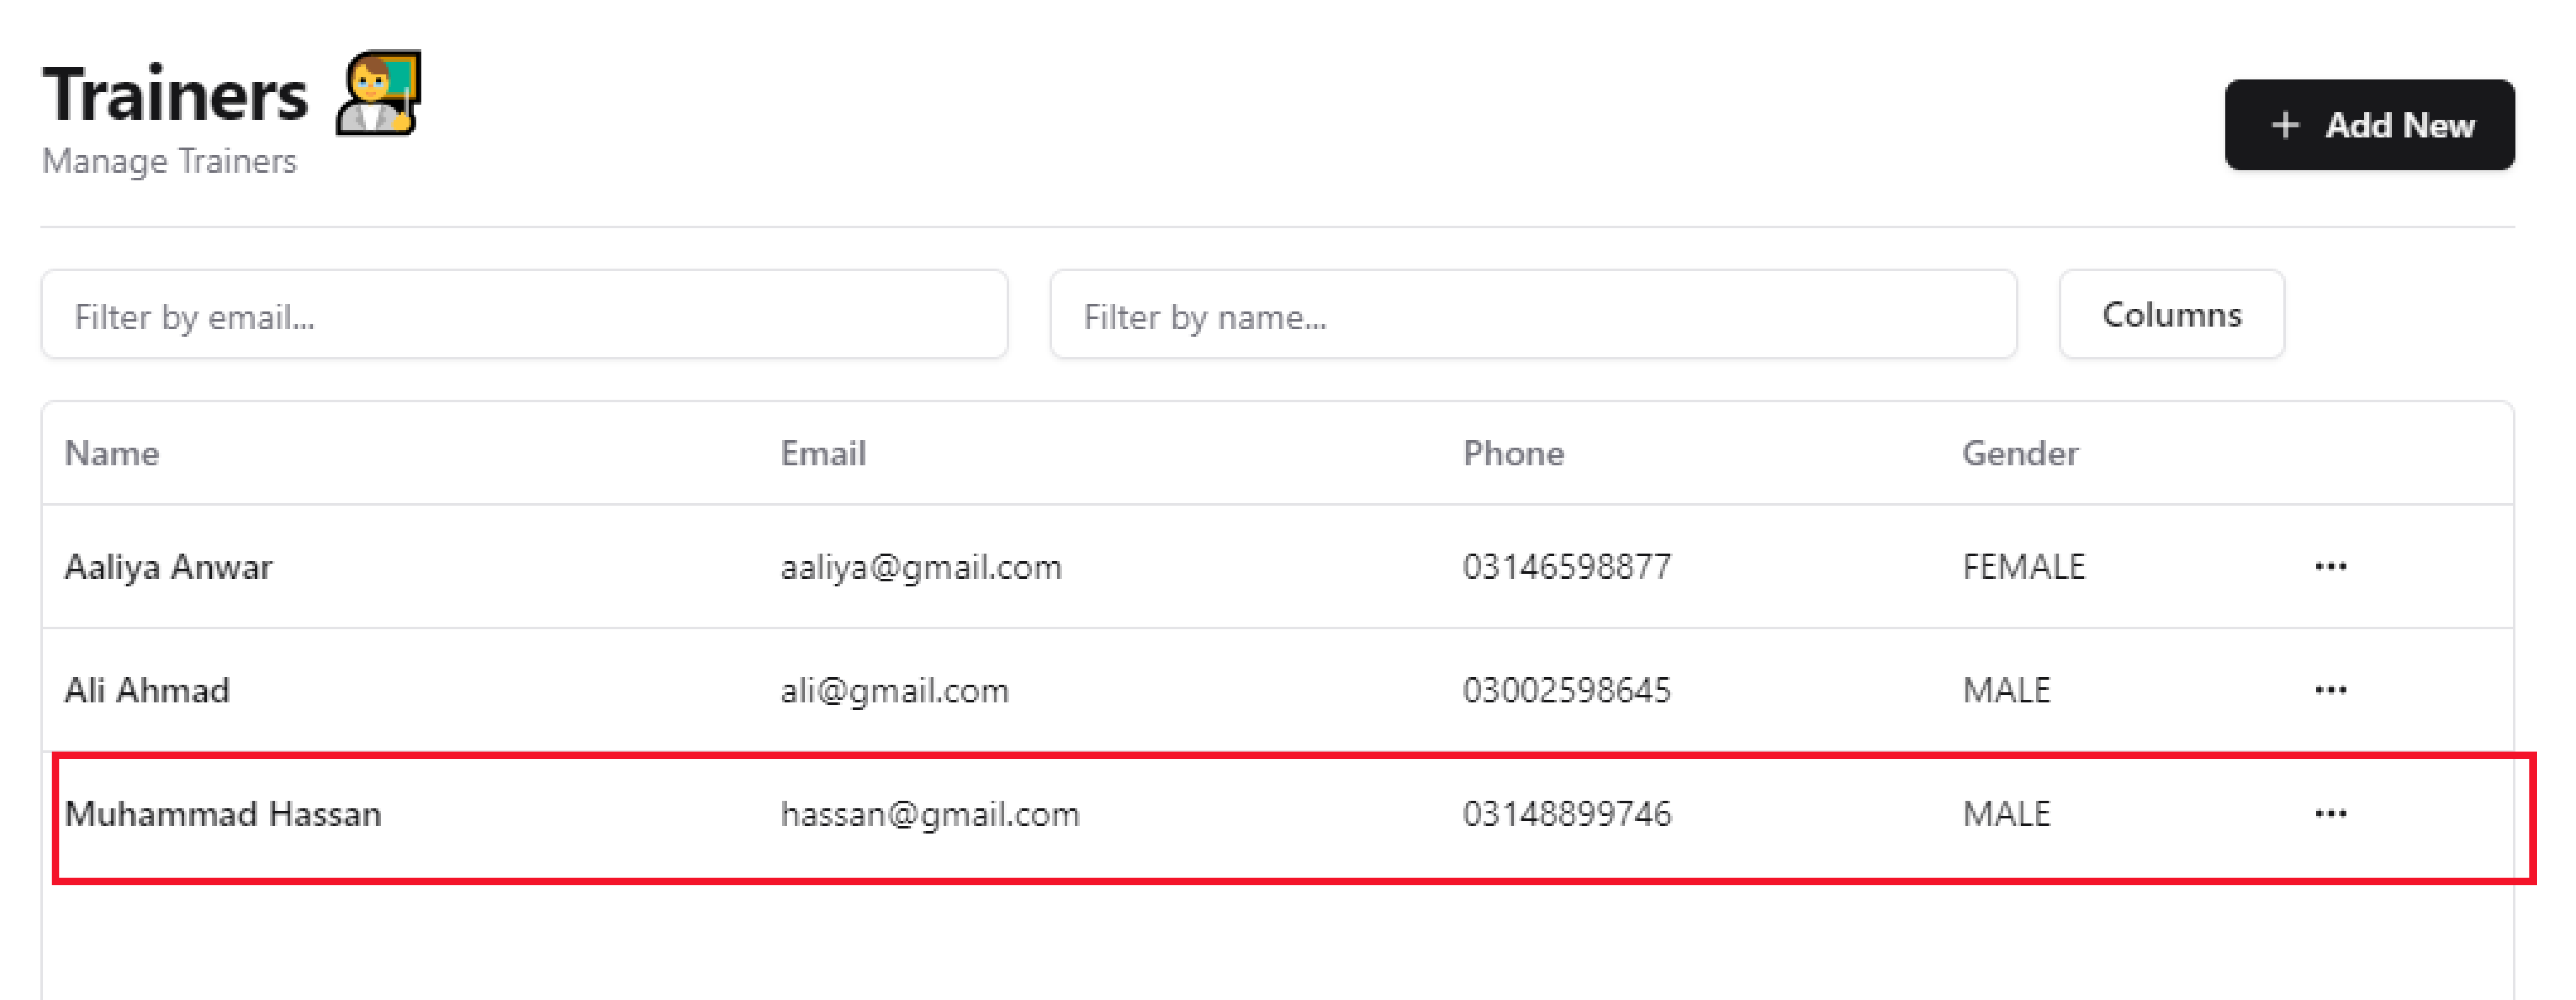 Trainers
Manage Trainers
+ Add New
Filter by email...
Filter by name...
Columns
Name Email Phone Gender
Aaliya Anwar aaliya@gmail.com 03146598877 FEMALE ...
Ali Ahmad ali@gmail.com 03002598645 MALE ...
Muhammad Hassan hassan@gmail.com 03148899746 MALE ...